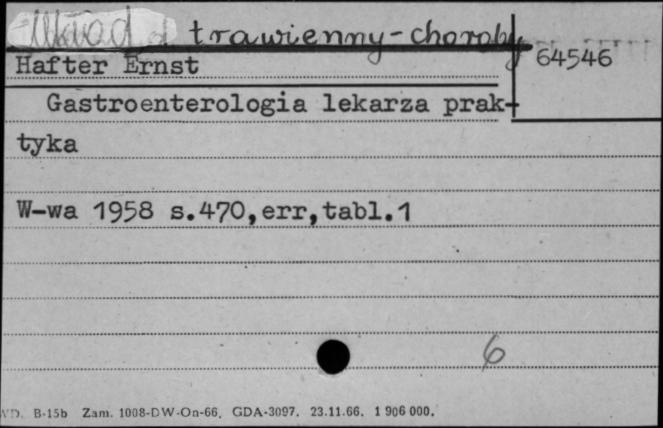 Układ trawienny-choroby
64546
Hafter Ernst
Gastroenterologia lekarza prak-
tyka
W-wa 1958 s.470,err,tabl.1
6
B-15b Zam. 1008-DW-On-66. GDA-3097. 23.11.66. 1 906 000.